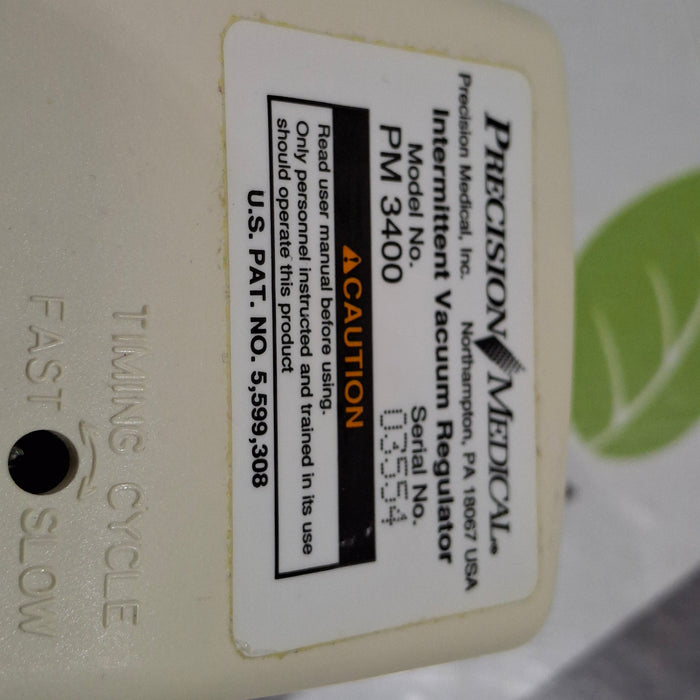 PRECISION MEDICAL
Precision Medical, Inc. Northampton, PA 18067 USA
Intermittent Vacuum Regulator
Model No. Serial No.
PM 3400 03554
⚠CAUTION
Read user manual before using.
Only personnel instructed and trained in its use
should operate this product
U.S. PAT. NO. 5,599,308
TIMING CYCLE
FAST SLOW